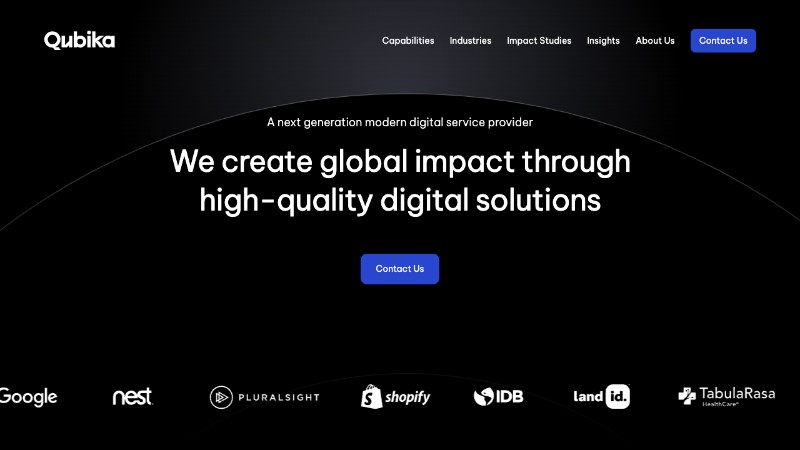 Qubika
Capabilities Industries Impact Studies Insights About Us Contact Us
A next generation modern digital service provider
We create global impact through
high-quality digital solutions
Contact Us
Google nest PLURALSIGHT shopify IDB land id. TabulaRasa
HealthCare